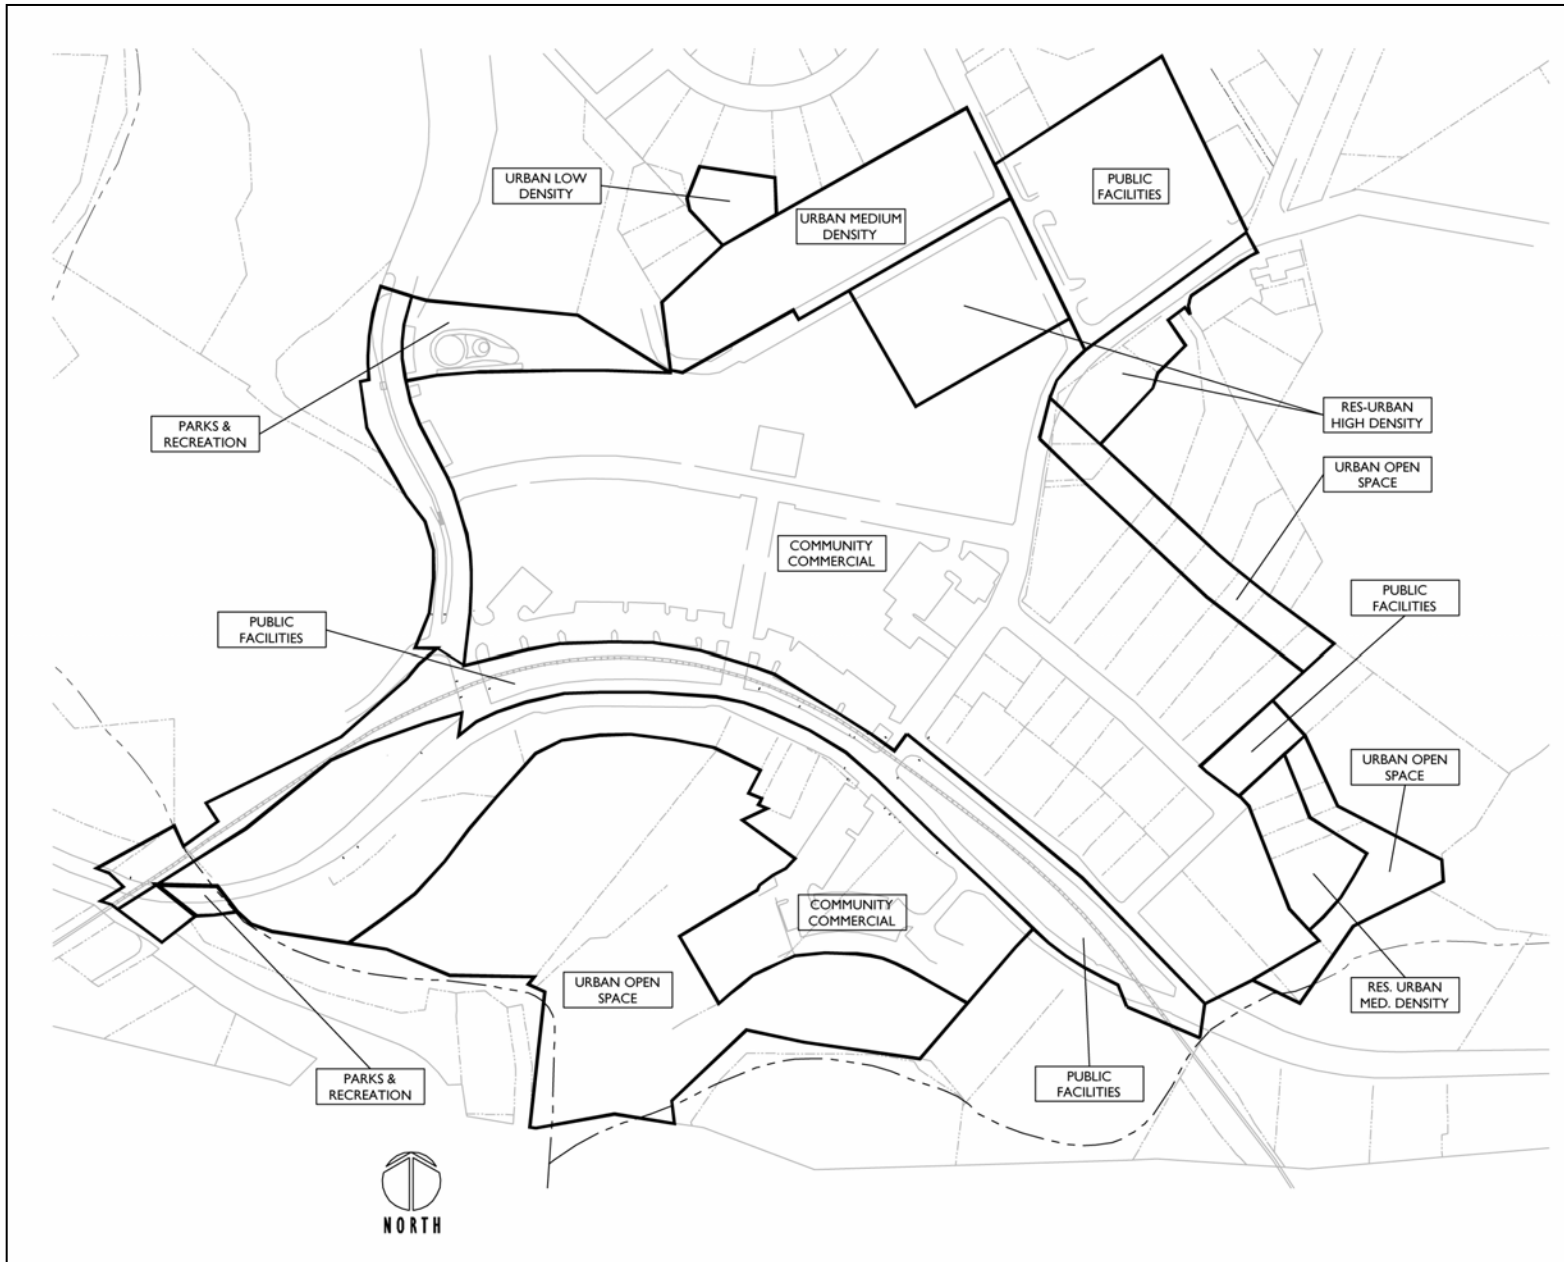 URBAN LOW
DENSITY
PUBLIC
FACILITIES
URBAN MEDIUM
DENSITY
PARKS &
RECREATION
RES-URBAN
HIGH DENSITY
URBAN OPEN
SPACE
COMMUNITY
COMMERCIAL
PUBLIC
FACILITIES
PUBLIC
FACILITIES
URBAN OPEN
SPACE
COMMUNITY
COMMERCIAL
URBAN OPEN
SPACE
RES. URBAN
MED. DENSITY
PARKS &
RECREATION
PUBLIC
FACILITIES
NORTH